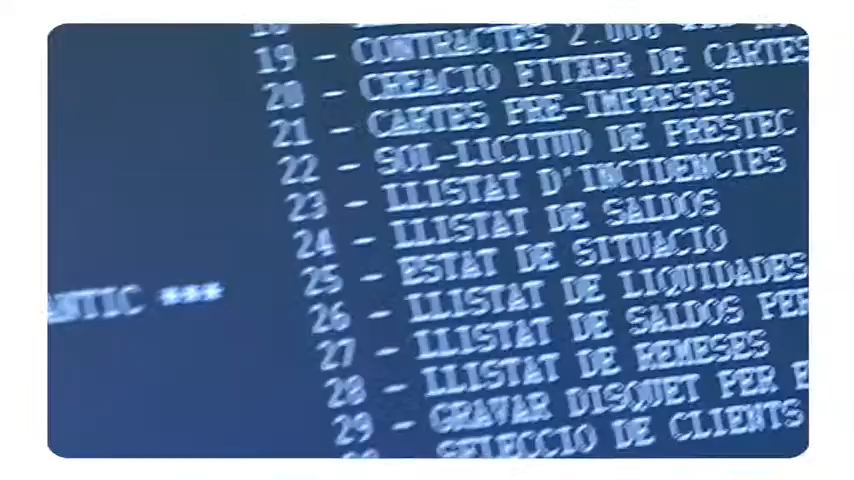 19 - CONTRACTES 2.008
20 - CREACIO FITXER DE CARTES
21 - CARTES PRE-IMPRESES
22 - SOL-LICITUD DE PRESTEC
23 - LLISTAT D'INCIDENCIES
24 - LLISTAT DE SALDOS
25 - ESTAT DE SITUACIO
ANTIC ***
26 - LLISTAT DE LIQUIDADES
27 - LLISTAT DE SALDOS PER
28 - LLISTAT DE REMESES
29 - GRAVAR DISQUET PER
SELECCIO DE CLIENTS